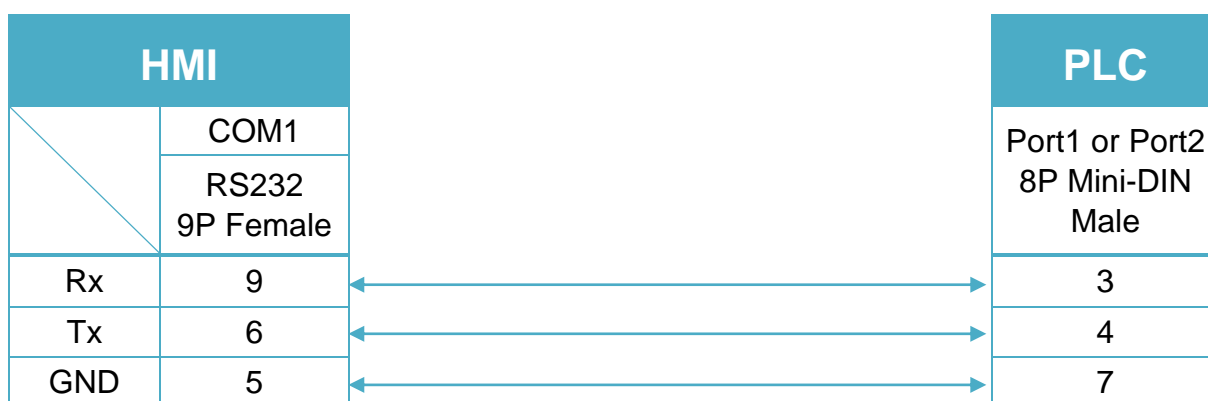 HMI
PLC
COM1
RS232
9P Female
Port1 or Port2
8P Mini-DIN
Male
Rx 9 3
Tx 6 4
GND 5 7